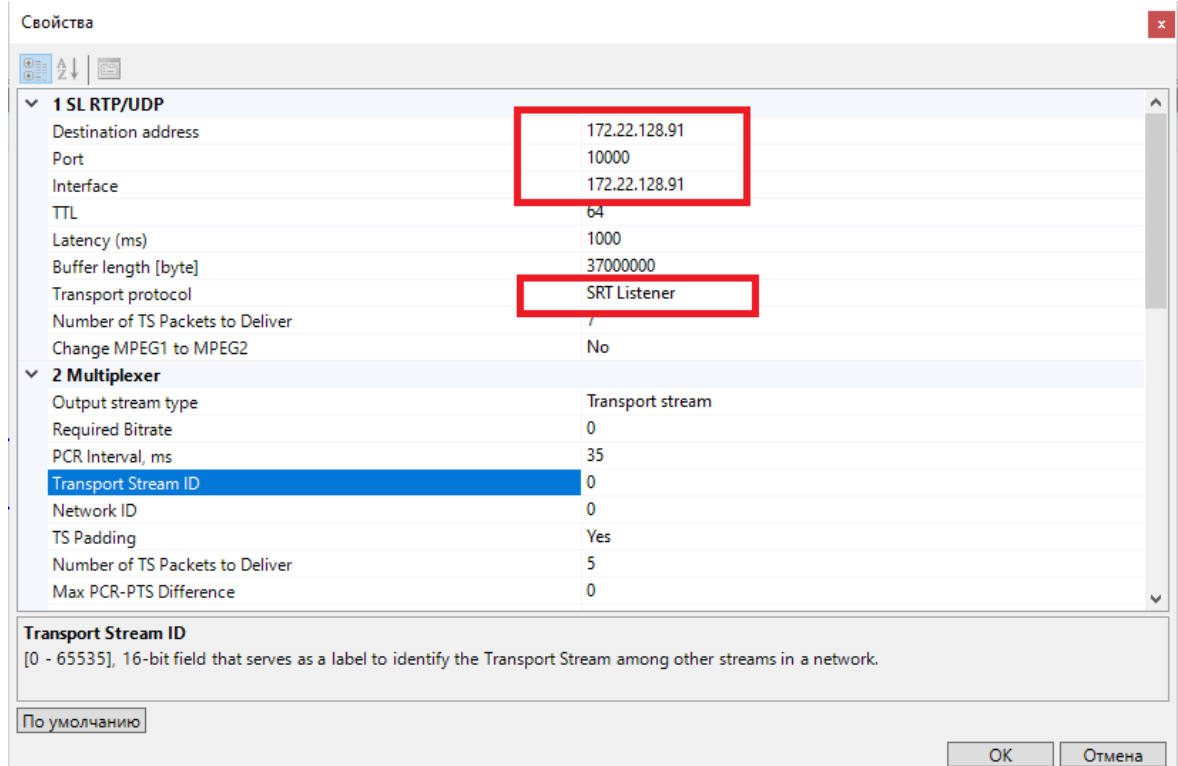 Свойства
1 SL RTP/UDP
Destination address 172.22.128.91
Port 10000
Interface 172.22.128.91
TTL 64
Latency (ms) 1000
Buffer length [byte] 37000000
Transport protocol SRT Listener
Number of TS Packets to Deliver 7
Change MPEG1 to MPEG2 No
2 Multiplexer
Output stream type Transport stream
Required Bitrate 0
PCR Interval, ms 35
Transport Stream ID 0
Network ID 0
TS Padding Yes
Number of TS Packets to Deliver 5
Max PCR-PTS Difference 0
Transport Stream ID
[0 - 65535], 16-bit field that serves as a label to identify the Transport Stream among other streams in a network.
По умолчанию
OK Отмена